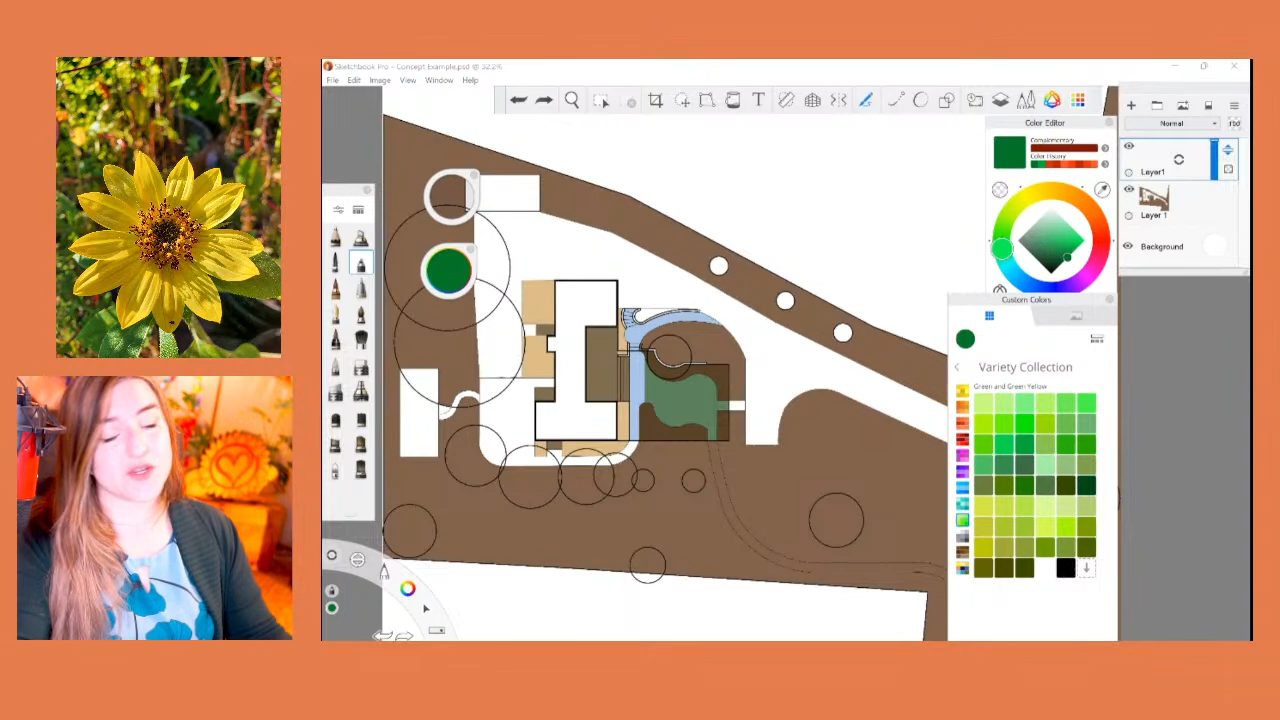 Sketchbook Pro - Concept Example.psd @ 32.2%
File Edit Image View Window Help
T
Color Editor
Complementary
Color History
Normal
Layer1
Layer 1
Background
Custom Colors
Variety Collection
Green and Green Yellow